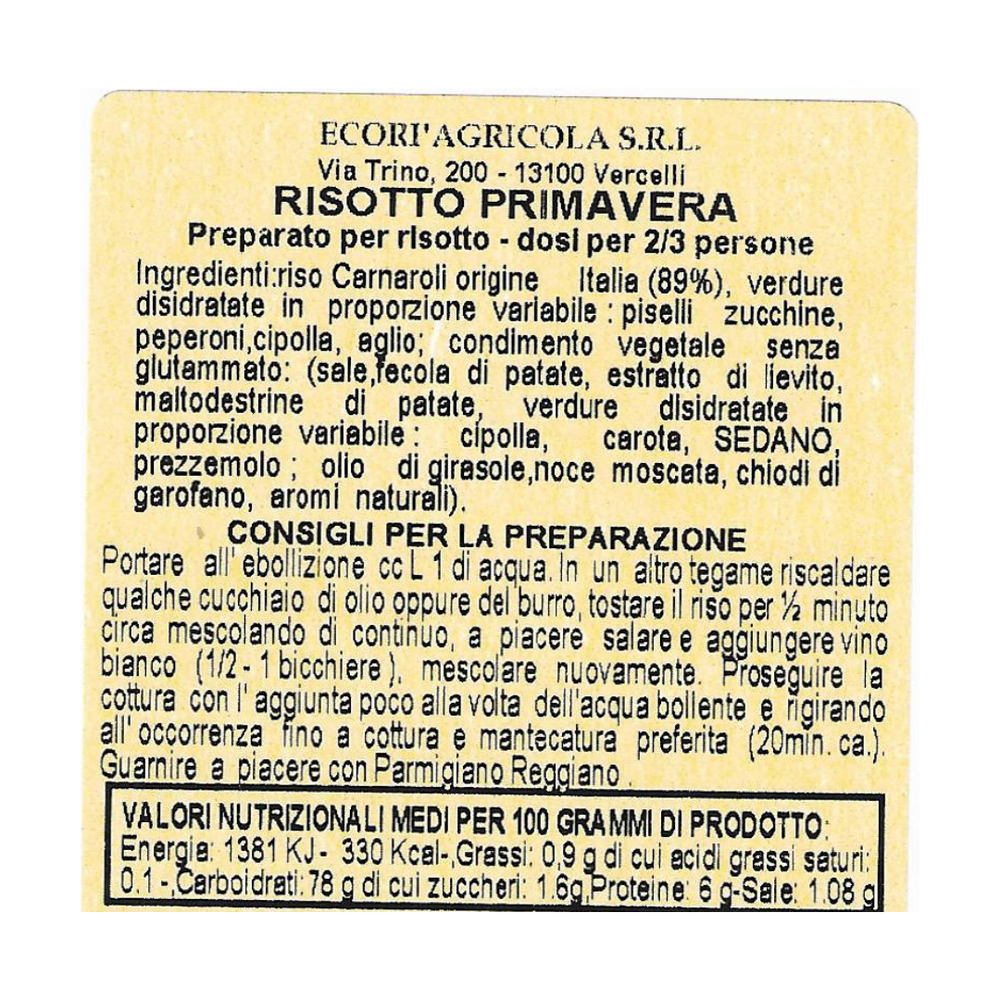 ECORI'AGRICOLA S.R.L.
Via Trino, 200 - 13100 Vercelli
RISOTTO PRIMAVERA
Preparato per risotto - dosi per 2/3 persone
Ingredienti:riso Carnaroli origine Italia (89%), verdure
disidratate in proporzione variabile : piselli zucchine,
peperoni,cipolla, aglio; condimento vegetale senza
glutammato: (sale,fecola di patate, estratto di lievito,
maltodestrine di patate, verdure disidratate in
proporzione variabile : cipolla, carota, SEDANO,
prezzemolo ; olio di girasole,noce moscata, chiodi di
garofano, aromi naturali).
CONSIGLI PER LA PREPARAZIONE
Portare all' ebollizione cc L 1 di acqua. In un altro tegame riscaldare
qualche cucchiaio di olio oppure del burro, tostare il riso per ½ minuto
circa mescolando di continuo, a piacere salare e aggiungere vino
bianco (1/2 - 1 bicchiere ), mescolare nuovamente. Proseguire la
cottura con l' aggiunta poco alla volta dell'acqua bollente e rigirando
all' occorrenza fino a cottura e mantecatura preferita (20min. ca.).
Guarnire a piacere con Parmigiano Reggiano .
VALORI NUTRIZIONALI MEDI PER 100 GRAMMI DI PRODOTTO:
Energia: 1381 KJ - 330 Kcal-,Grassi: 0,9 g di cui acidi grassi saturi:
0.1 -,Carboidrati: 78 g di cui zuccheri: 1.6g,Proteine: 6 g-Sale: 1.08 g